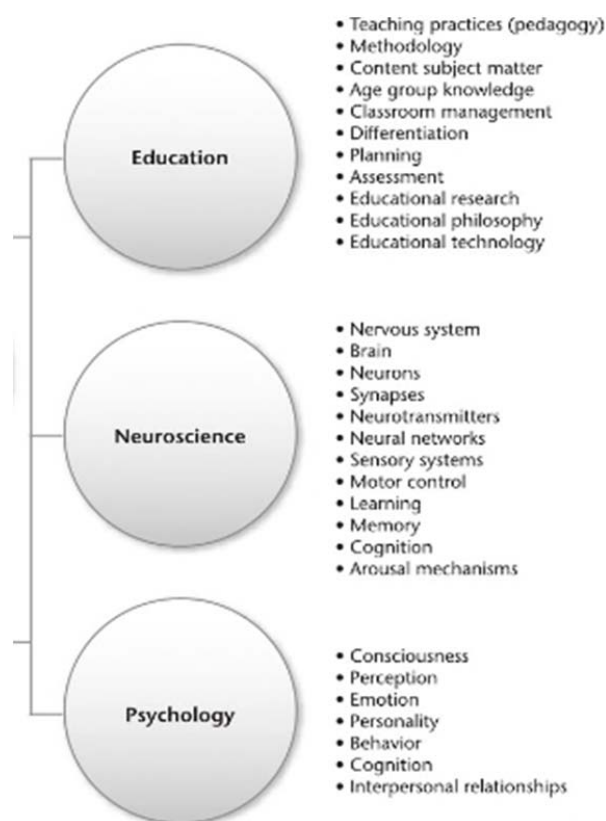 Education
• Teaching practices (pedagogy)
• Methodology
• Content subject matter
• Age group knowledge
• Classroom management
• Differentiation
• Planning
• Assessment
• Educational research
• Educational philosophy
• Educational technology
Neuroscience
• Nervous system
• Brain
• Neurons
• Synapses
• Neurotransmitters
• Neural networks
• Sensory systems
• Motor control
• Learning
• Memory
• Cognition
• Arousal mechanisms
Psychology
• Consciousness
• Perception
• Emotion
• Personality
• Behavior
• Cognition
• Interpersonal relationships